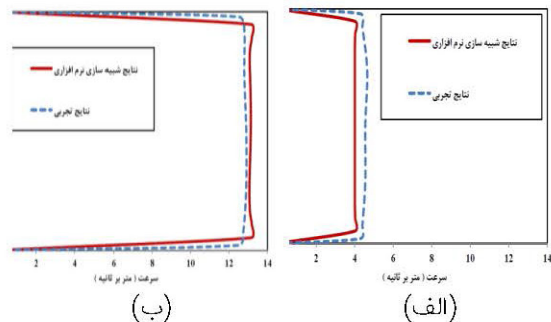 نتایج شبیه سازی نرم افزاری
نتایج تجربی
2 4 6 8 10 12 14
سرعت ( متر بر ثانیه )
(الف)
نتایج شبیه سازی نرم افزاری
نتایج تجربی
2 4 6 8 10 12 14
سرعت ( متر بر ثانیه )
(ب)